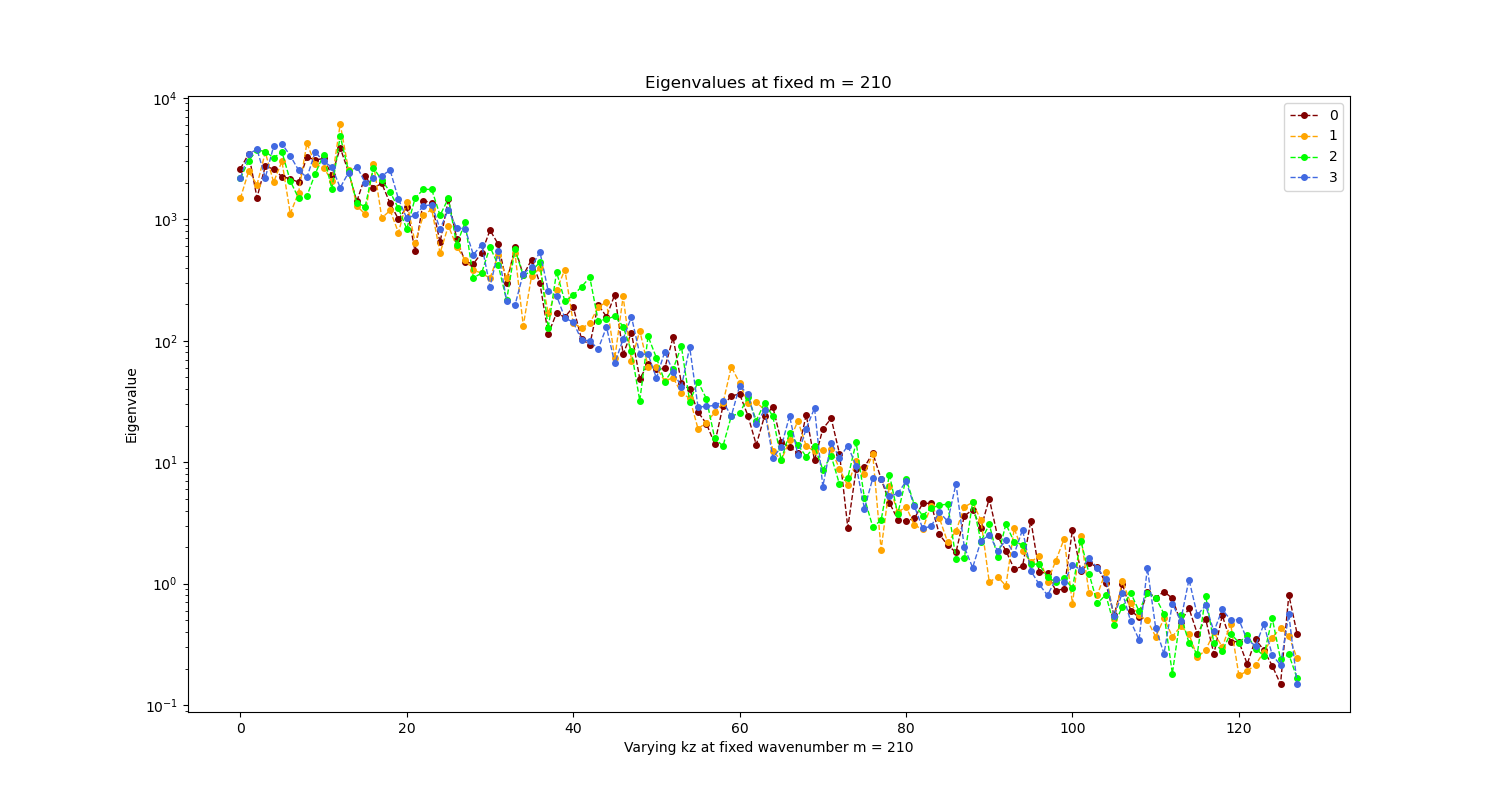 Eigenvalues at fixed m = 210
10^4
10^3
10^2
10^1
10^0
10^-1
Eigenvalue
0
1
2
3
0 20 40 60 80 100 120
Varying kz at fixed wavenumber m = 210